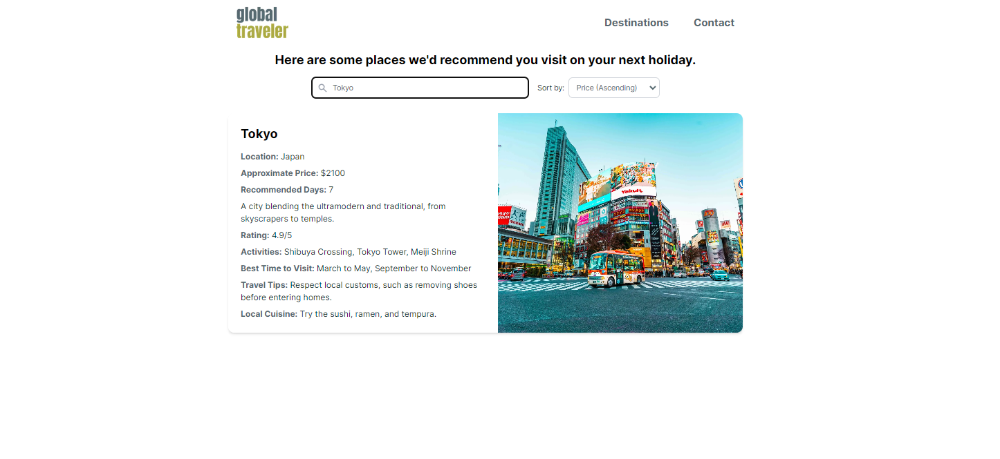 global
traveler
Destinations
Contact
Here are some places we'd recommend you visit on your next holiday.
Tokyo
Sort by:
Price (Ascending)
Tokyo
Location: Japan
Approximate Price: $2100
Recommended Days: 7
A city blending the ultramodern and traditional, from
skyscrapers to temples.
Rating: 4.9/5
Activities: Shibuya Crossing, Tokyo Tower, Meiji Shrine
Best Time to Visit: March to May, September to November
Travel Tips: Respect local customs, such as removing shoes
before entering homes.
Local Cuisine: Try the sushi, ramen, and tempura.
Yakult